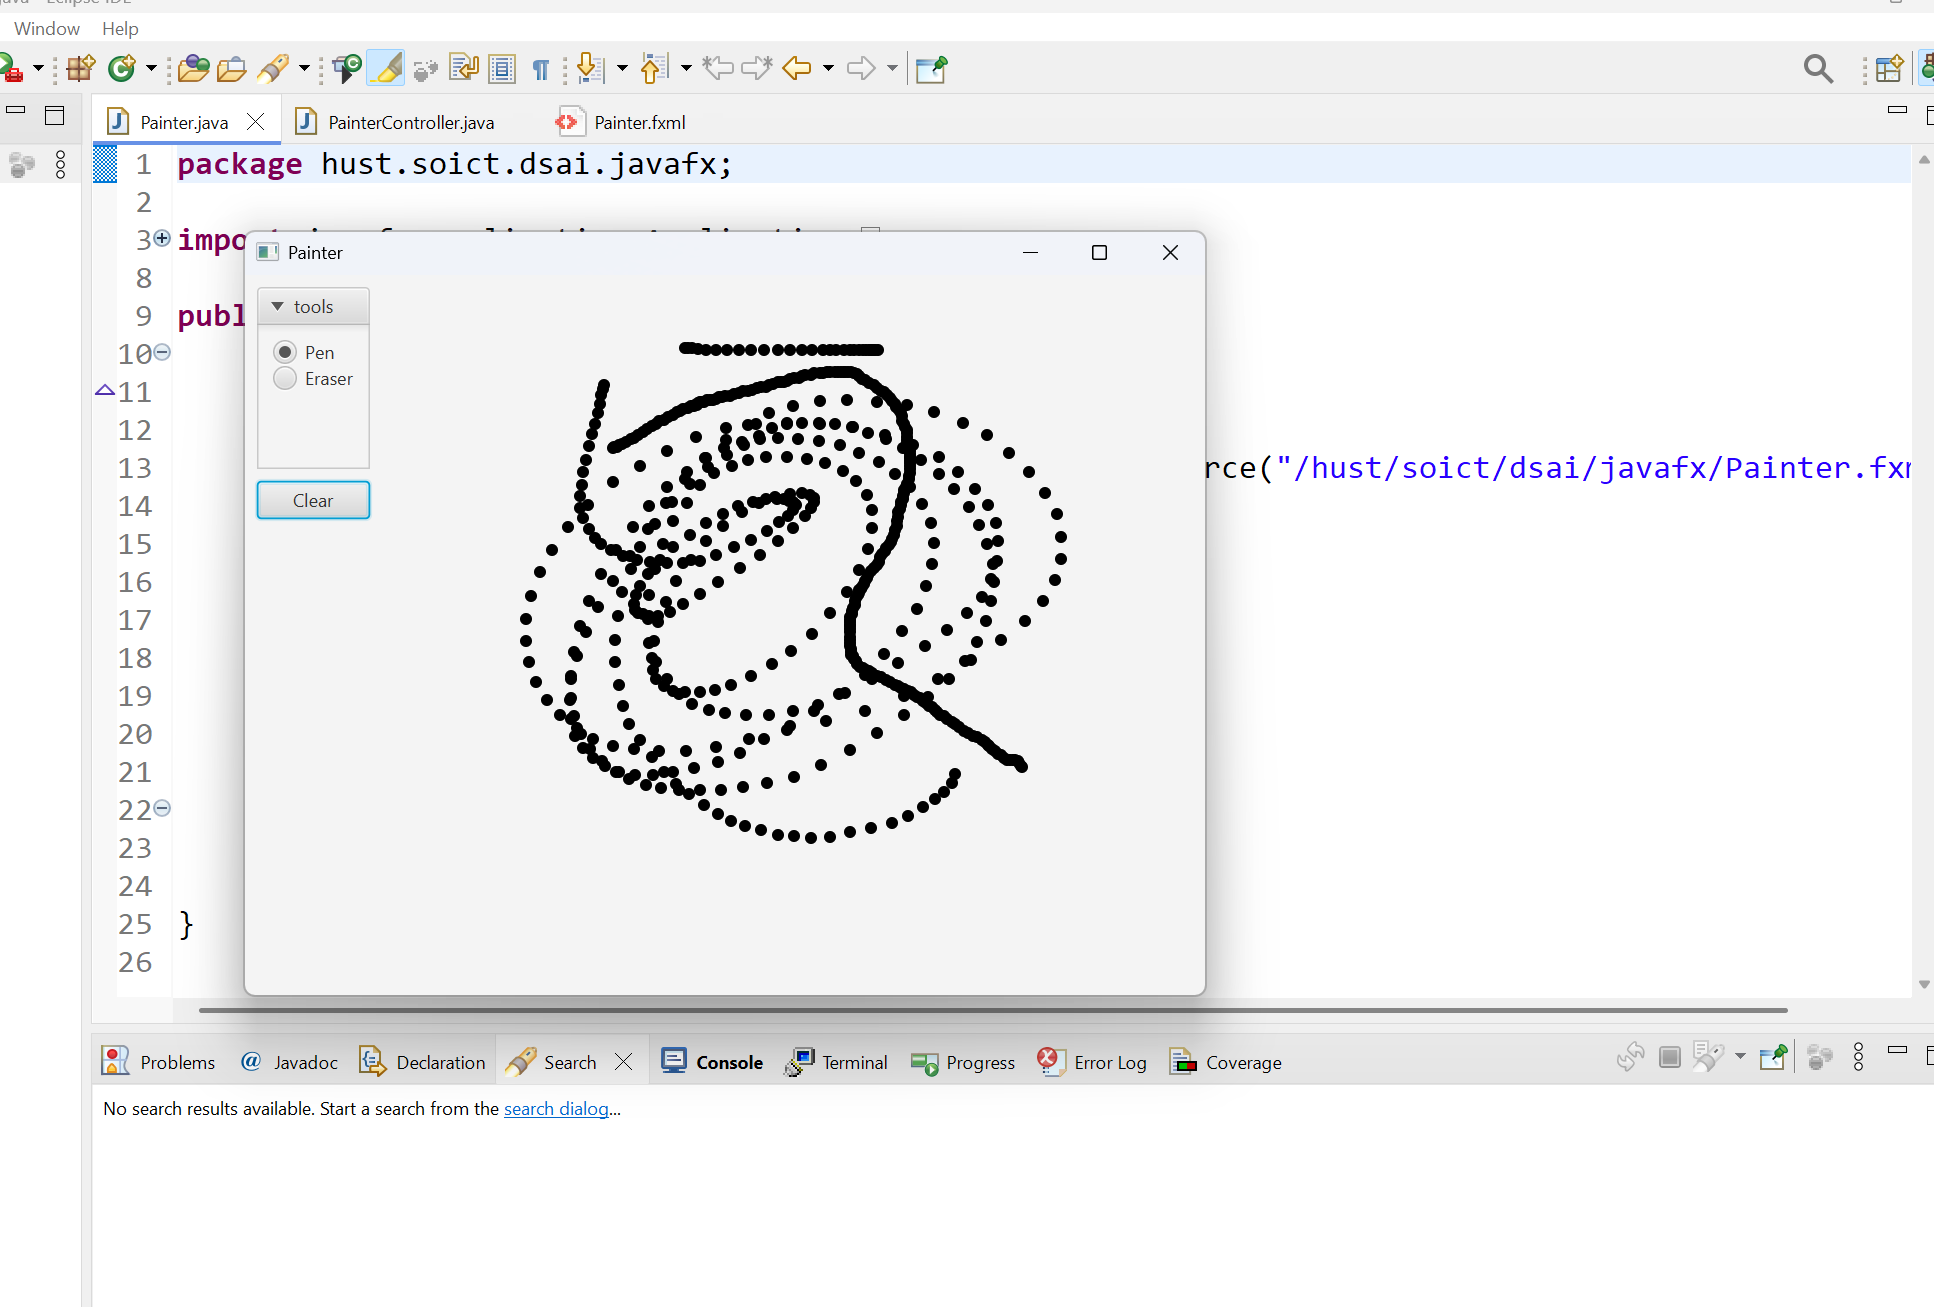 Window Help
Painter.java PainterController.java Painter.fxml
1 package hust.soict.dsai.javafx;
2
3 impo
8
9 publ
10
11
12
13 rce("/hust/soict/dsai/javafx/Painter.fxm
14
15
16
17
18
19
20
21
22
23
24
25 }
26
Painter
tools
Pen
Eraser
Clear
Problems Javadoc Declaration Search Console Terminal Progress Error Log Coverage
No search results available. Start a search from the search dialog...